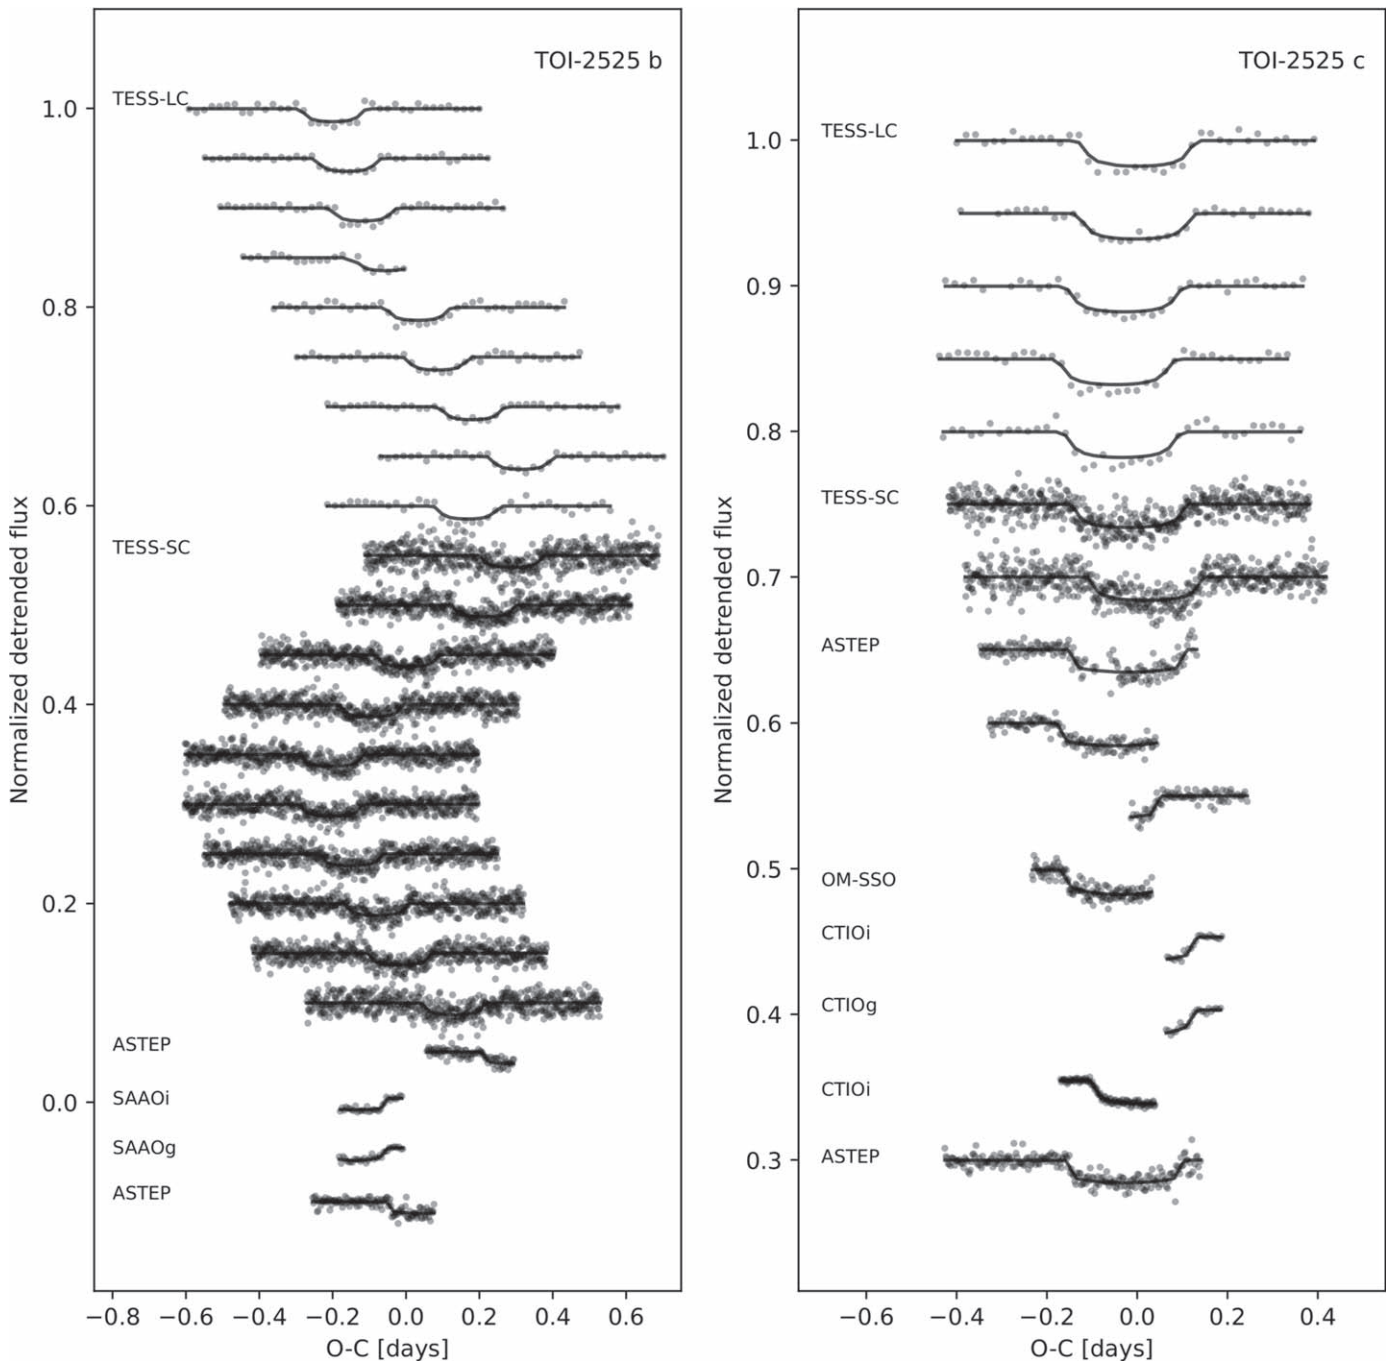 TOI-2525 b
TESS-LC
TESS-SC
ASTEP
SAAOi
SAAOg
ASTEP
1.0
0.8
0.6
0.4
0.2
0.0
Normalized detrended flux
−0.8 −0.6 −0.4 −0.2 0.0 0.2 0.4 0.6
O-C [days]
TOI-2525 c
TESS-LC
TESS-SC
ASTEP
OM-SSO
CTIOi
CTIOg
CTIOi
ASTEP
1.0
0.9
0.8
0.7
0.6
0.5
0.4
0.3
Normalized detrended flux
−0.6 −0.4 −0.2 0.0 0.2 0.4
O-C [days]